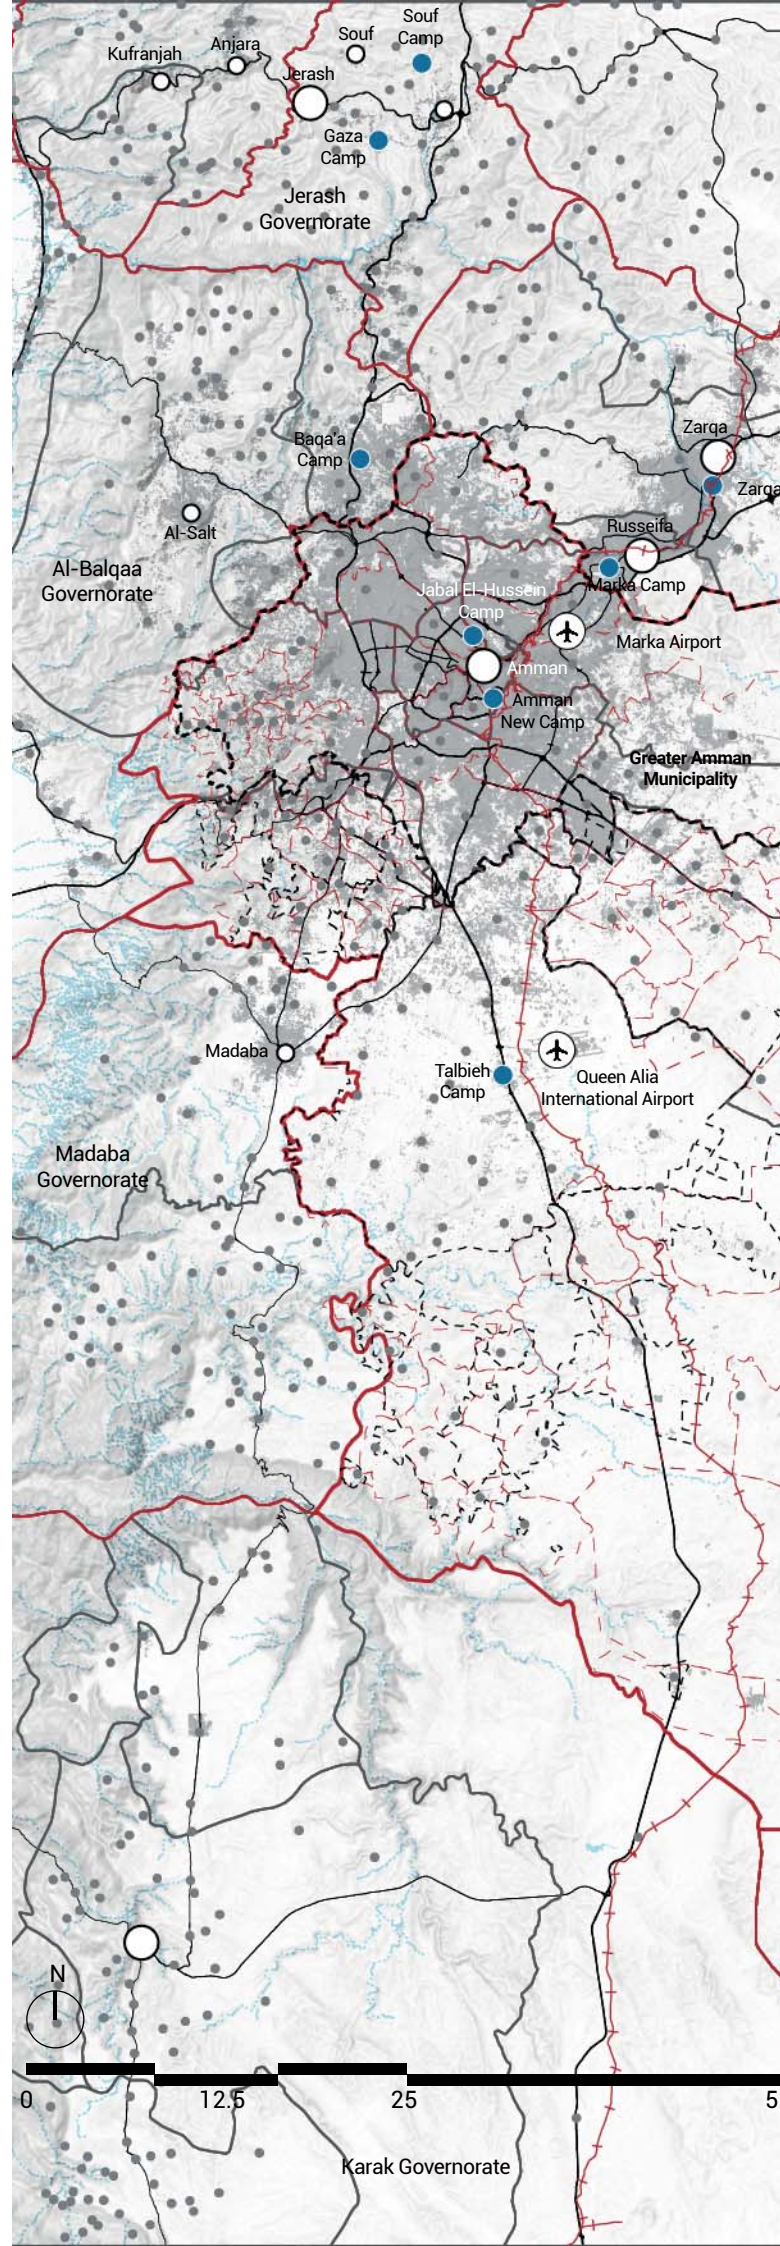 Souf
Camp
Souf
Anjara
Kufranjah
Jerash
Gaza
Camp
Jerash
Governorate
Zarqa
Baqa'a
Camp
Zarqa
Al-Salt
Russeifa
Al-Balqaa
Governorate
Marka Camp
Jabal El-Hussein
Camp
Marka Airport
Amman
Amman
New Camp
Greater Amman
Municipality
Madaba
Talbieh
Camp
Queen Alia
International Airport
Madaba
Governorate
N
0 12.5 25 5
Karak Governorate